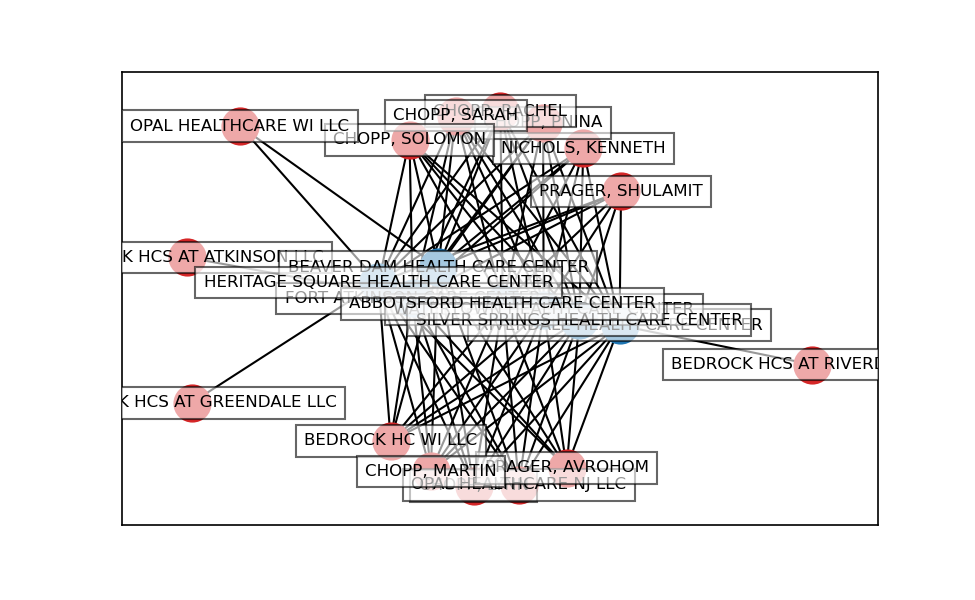 CHOPP, RACHEL
CHOPP, SARAH
PNINA
OPAL HEALTHCARE WI LLC
CHOPP, SOLOMON
NICHOLS, KENNETH
PRAGER, SHULAMIT
K HCS AT ATKINSON LLC
BEAVER DAM HEALTH CARE CENTER
HERITAGE SQUARE HEALTH CARE CENTER
FORT ATKINSON CARE CENTER
ABBOTSFORD HEALTH CARE CENTER
SILVER SPRINGS HEALTH CARE CENTER
RIVERDALE HEALTH CARE CENTER
BEDROCK HCS AT RIVERD
K HCS AT GREENDALE LLC
BEDROCK HC WI LLC
PRAGER, AVROHOM
CHOPP, MARTIN
OPAL HEALTHCARE NJ LLC